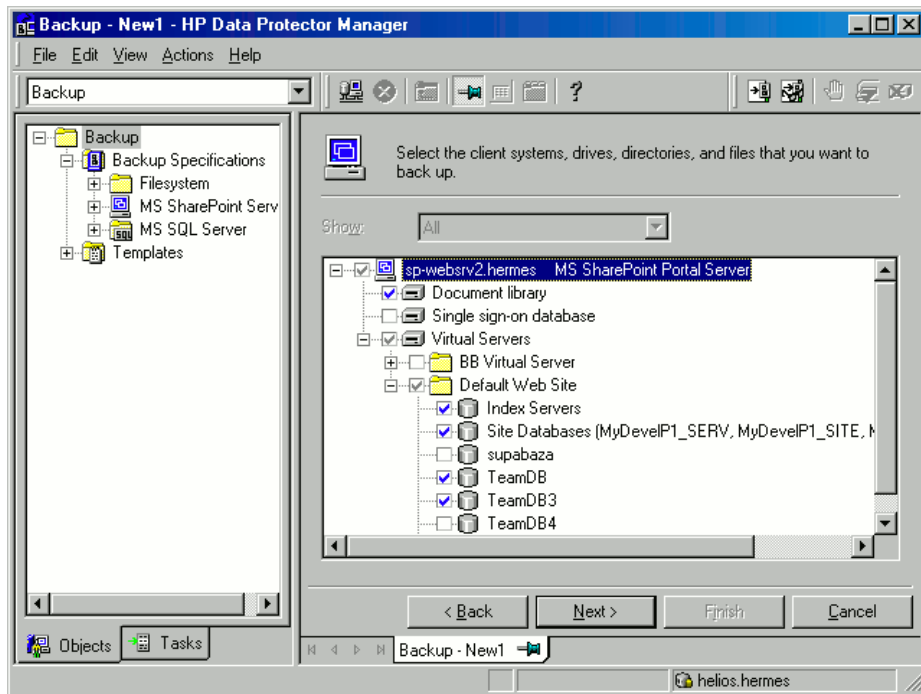 Backup - New1 - HP Data Protector Manager
File Edit View Actions Help
Backup
Backup
Backup Specifications
Filesystem
MS SharePoint Serv
SQL MS SQL Server
Templates
Objects Tasks
Select the client systems, drives, directories, and files that you want to
back up.
Show: All
sp-websrv2.hermes MS SharePoint Portal Server
Document library
Single sign-on database
Virtual Servers
BB Virtual Server
Default Web Site
Index Servers
Site Databases (MyDevelP1_SERV, MyDevelP1_SITE,
supabaza
TeamDB
TeamDB3
TeamDB4
< Back Next > Finish Cancel
Backup - New1
helios.hermes